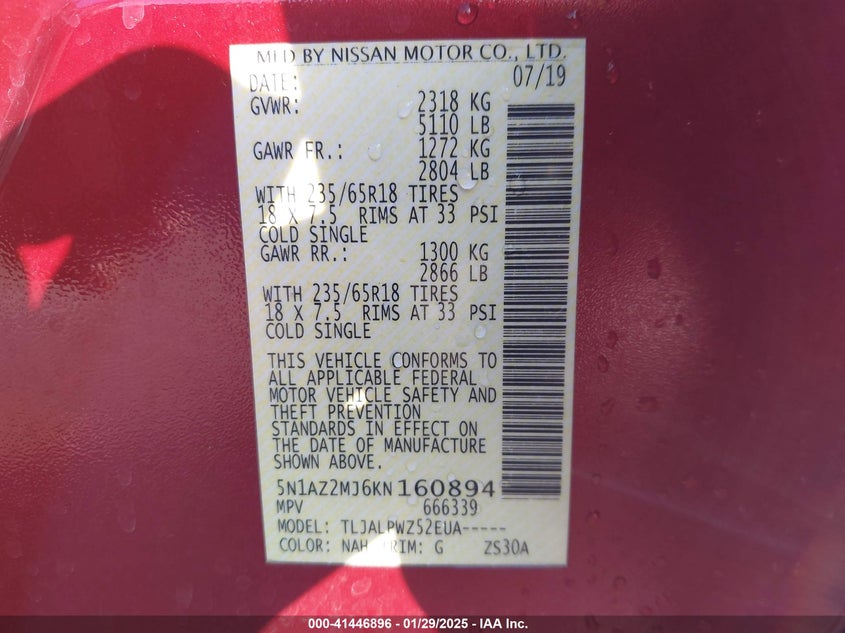 MFD BY NISSAN MOTOR CO., LTD.
DATE: 07/19
GVWR: 2318 KG
5110 LB
GAWR FR.: 1272 KG
2804 LB
WITH 235/65R18 TIRES
18 X 7.5 RIMS AT 33 PSI
COLD SINGLE
GAWR RR.: 1300 KG
2866 LB
WITH 235/65R18 TIRES
18 X 7.5 RIMS AT 33 PSI
COLD SINGLE
THIS VEHICLE CONFORMS TO
ALL APPLICABLE FEDERAL
MOTOR VEHICLE SAFETY AND
THEFT PREVENTION
STANDARDS IN EFFECT ON
THE DATE OF MANUFACTURE
SHOWN ABOVE.
5N1AZ2MJ6KN160894
MPV 666339
MODEL: TLJALPWZ52EUA-----
COLOR: NAH TRIM: G ZS30A
000-41446896 - 01/29/2025 - IAA Inc.